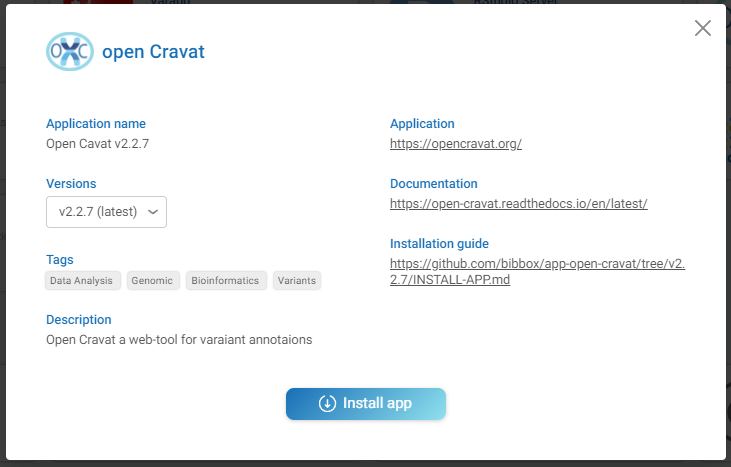 OXC open Cravat
Application name
Open Cavat v2.2.7
Versions
v2.2.7 (latest)
Tags
Data Analysis Genomic Bioinformatics Variants
Description
Open Cravat a web-tool for varaiant annotaions
Application
https://opencravat.org/
Documentation
https://open-cravat.readthedocs.io/en/latest/
Installation guide
https://github.com/bibbox/app-open-cravat/tree/v2.
2.7/INSTALL-APP.md
Install app